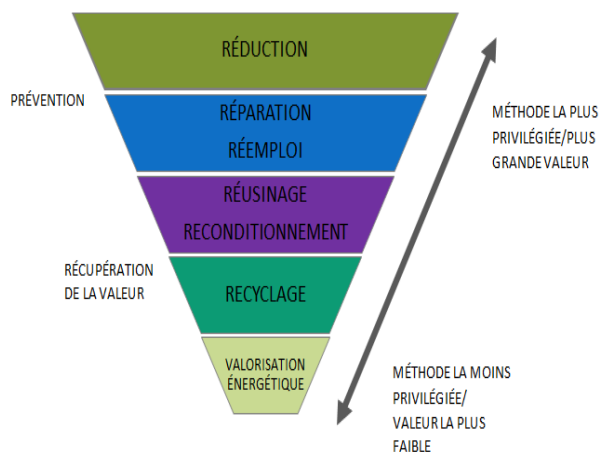 RÉDUCTION
PRÉVENTION
RÉPARATION
RÉEMPLOI
MÉTHODE LA PLUS
PRIVILÉGIÉE/PLUS
GRANDE VALEUR
RÉUSINAGE
RECONDITIONNEMENT
RÉCUPÉRATION
DE LA VALEUR
RECYCLAGE
VALORISATION
ÉNERGÉTIQUE
MÉTHODE LA MOINS
PRIVILÉGIÉE/
VALEUR LA PLUS
FAIBLE